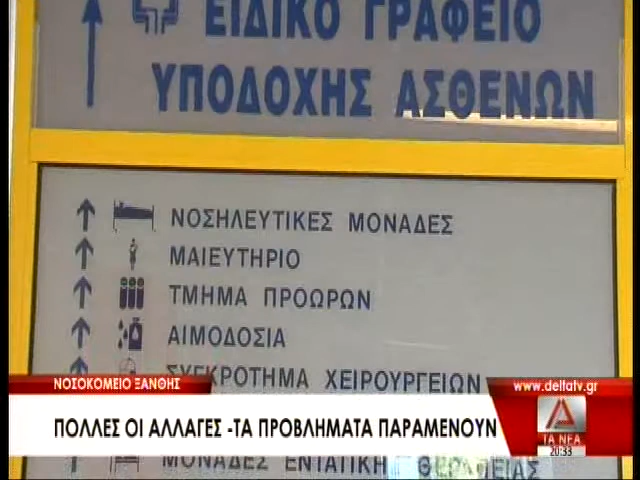 ΕΙΔΙΚΟ ΓΡΑΦΕΙΟ
ΥΠΟΔΟΧΗΣ ΑΣΘΕΝΩΝ
ΝΟΣΗΛΕΥΤΙΚΕΣ ΜΟΝΑΔΕΣ
ΜΑΙΕΥΤΗΡΙΟ
ΤΜΗΜΑ ΠΡΟΩΡΩΝ
ΑΙΜΟΔΟΣΙΑ
ΣΥΓΚΡΟΤΗΜΑ ΧΕΙΡΟΥΡΓΕΙΩΝ
ΝΟΣΟΚΟΜΕΙΟ ΞΑΝΘΗΣ
www.deltatv.gr
ΠΟΛΛΕΣ ΟΙ ΑΛΛΑΓΕΣ -ΤΑ ΠΡΟΒΛΗΜΑΤΑ ΠΑΡΑΜΕΝΟΥΝ
ΤΑ ΝΕΑ
20:33
ΜΟΝΑΔΕΣ ΕΝΤΑΤΙΚΗΣ ΘΕΡΑΠΕΙΑΣ